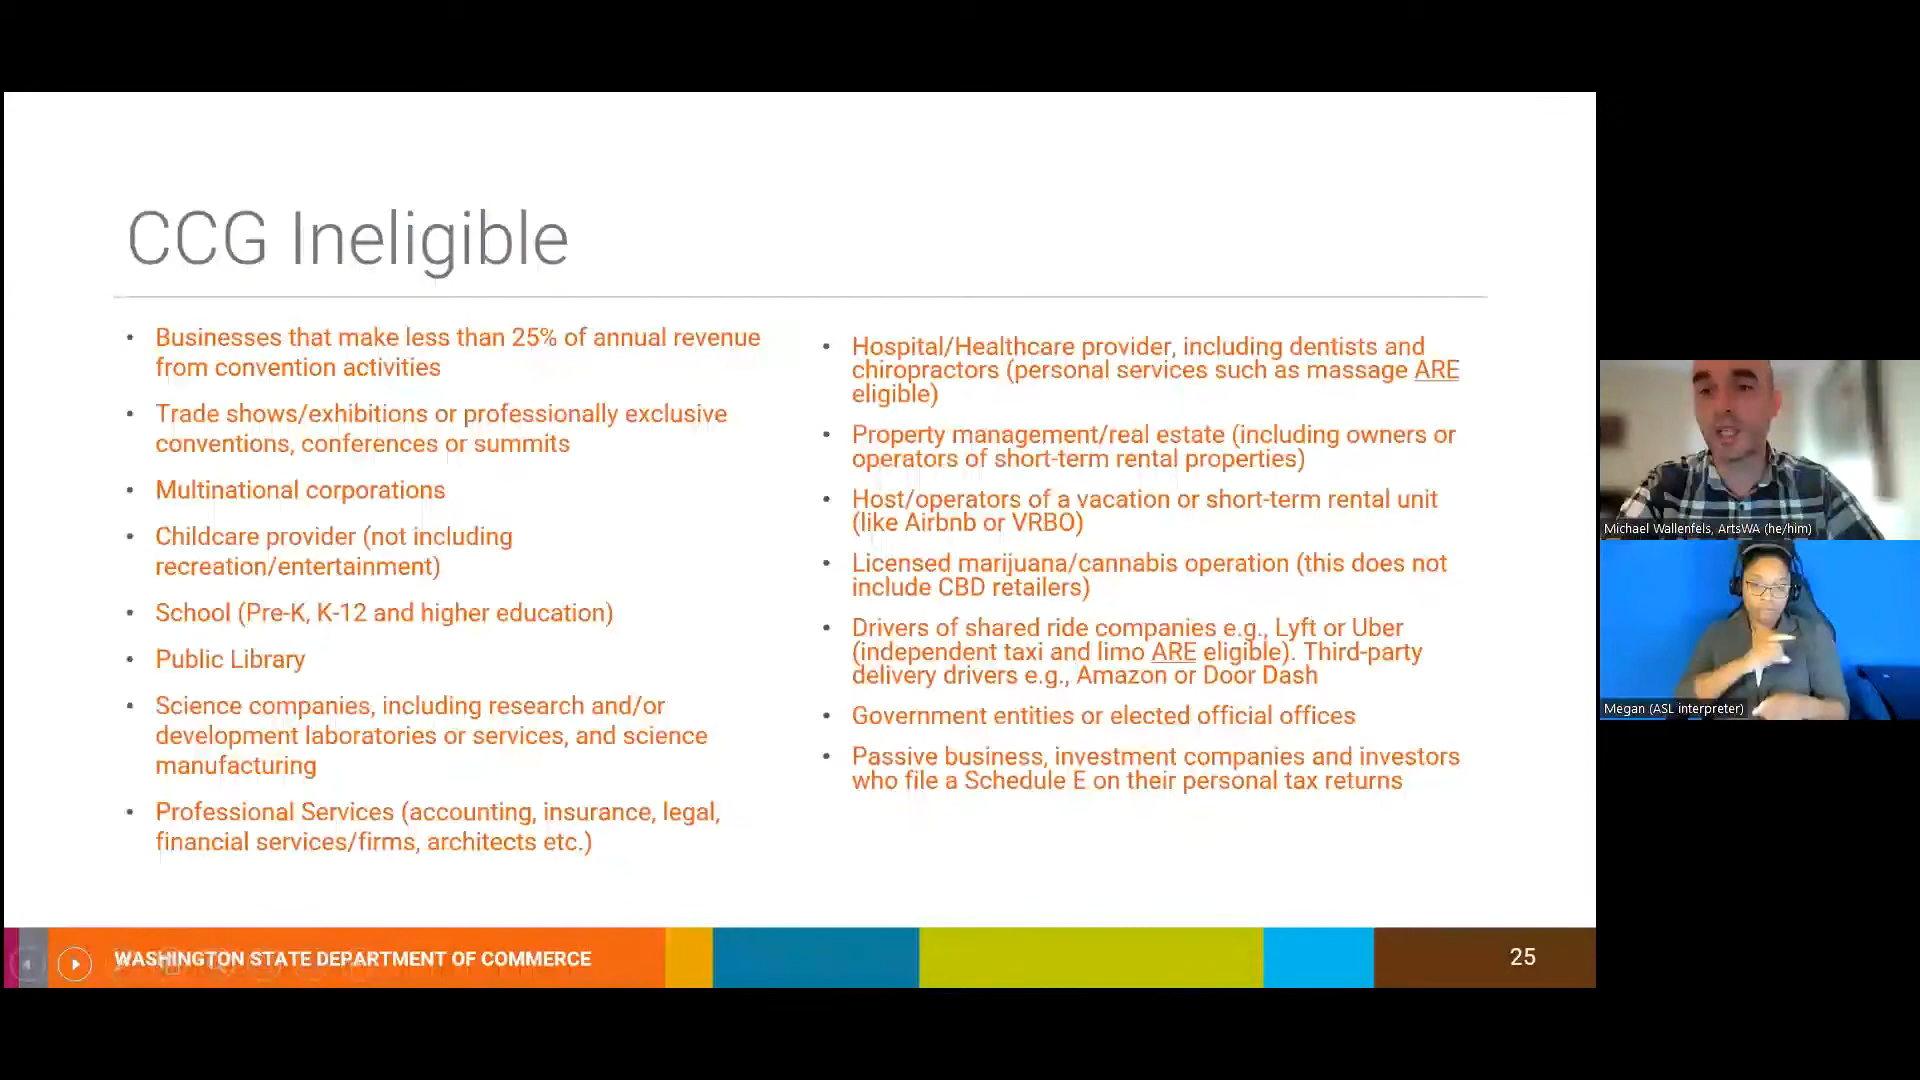 CCG Ineligible
Businesses that make less than 25% of annual revenue
from convention activities
Trade shows/exhibitions or professionally exclusive
conventions, conferences or summits
Multinational corporations
Childcare provider (not including
recreation/entertainment)
School (Pre-K, K-12 and higher education)
Public Library
Science companies, including research and/or
development laboratories or services, and science
manufacturing
Professional Services (accounting, insurance, legal,
financial services/firms, architects etc.)
Hospital/Healthcare provider, including dentists and
chiropractors (personal services such as massage ARE
eligible)
Property management/real estate (including owners or
operators of short-term rental properties)
Host/operators of a vacation or short-term rental unit
(like Airbnb or VRBO)
Licensed marijuana/cannabis operation (this does not
include CBD retailers)
Drivers of shared ride companies e.g., Lyft or Uber
(independent taxi and limo ARE eligible). Third-party
delivery drivers e.g., Amazon or Door Dash
Government entities or elected official offices
Passive business, investment companies and investors
who file a Schedule E on their personal tax returns
WASHINGTON STATE DEPARTMENT OF COMMERCE
25
Michael Wallenfels, ArtsWA (he/him)
Megan (ASL interpreter)